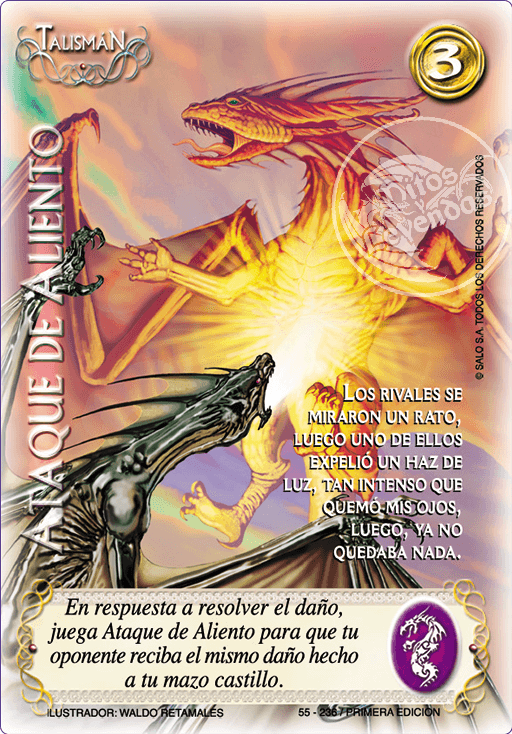 TALISMÁN
3
ATAQUE DE ALIENTO
Mitos
y
Leyendas
© SALO S.A. TODOS LOS DERECHOS RESERVADOS
LOS RIVALES SE
MIRARON UN RATO,
LUEGO UNO DE ELLOS
EXPELIÓ UN HAZ DE
LUZ, TAN INTENSO QUE
QUEMÓ MIS OJOS,
LUEGO, YA NO
QUEDABA NADA.
En respuesta a resolver el daño,
juega Ataque de Aliento para que tu
oponente reciba el mismo daño hecho
a tu mazo castillo.
ILUSTRADOR: WALDO RETAMALES
55 - 236 / PRIMERA EDICIÓN